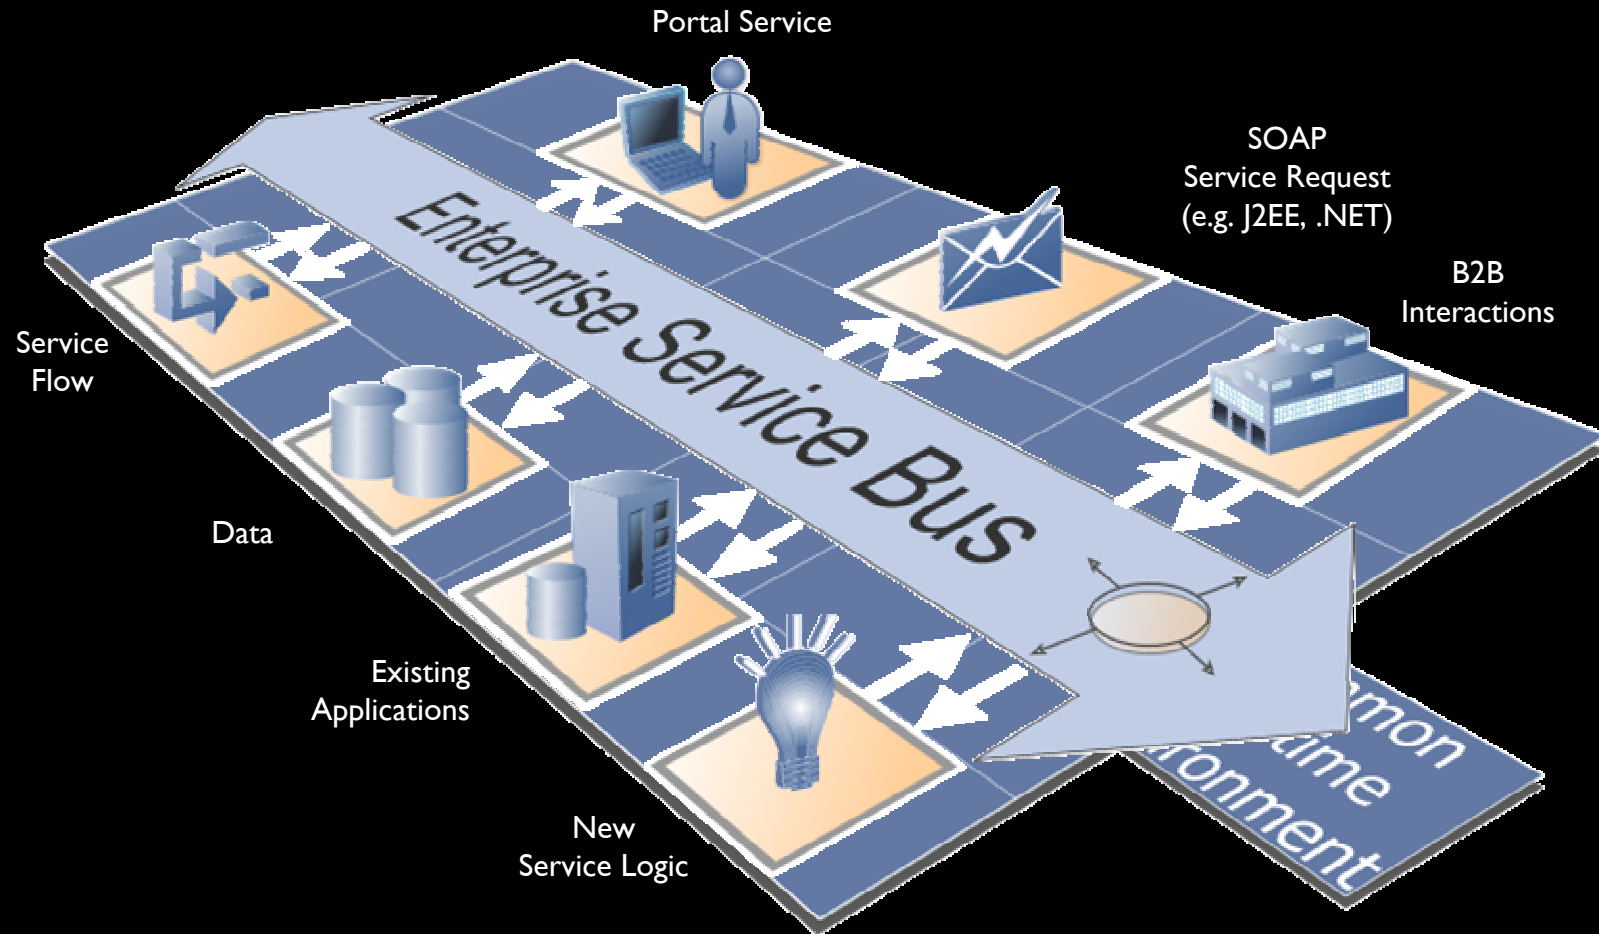 Portal Service
SOAP
Service Request
(e.g. J2EE, .NET)
B2B
Interactions
Enterprise Service Bus
Service
Flow
Data
Existing
Applications
New
Service Logic